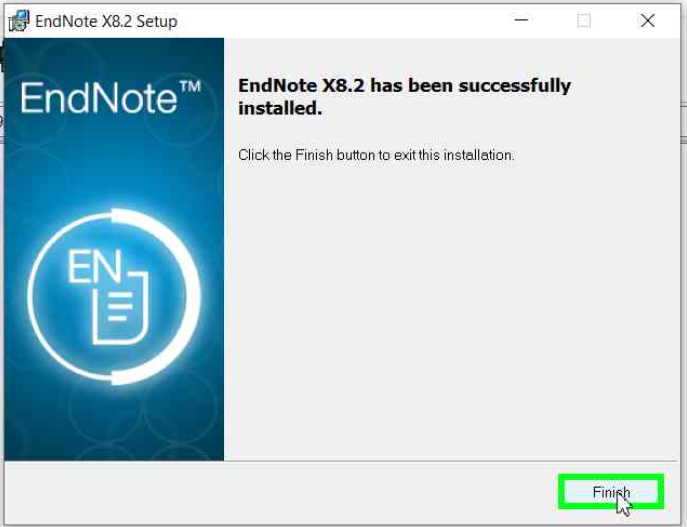 EndNote X8.2 Setup
EndNote™
EndNote X8.2 has been successfully
installed.
Click the Finish button to exit this installation.
EN
Finish